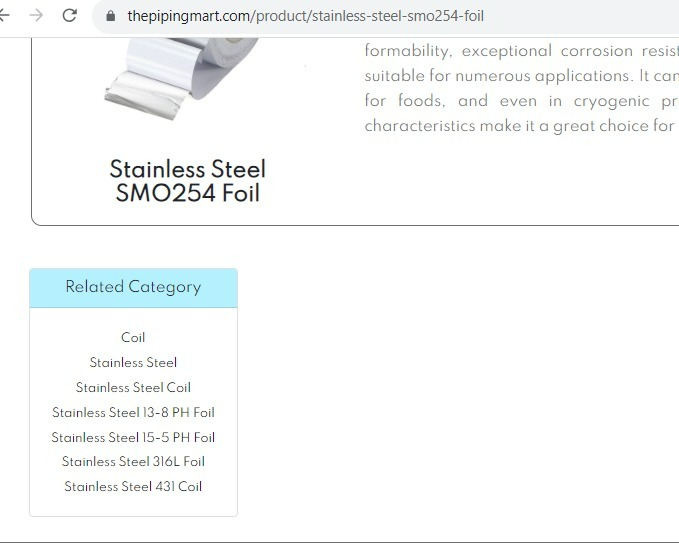 thepipingmart.com/product/stainless-steel-smo254-foil
formability, exceptional corrosion
suitable for numerous applications. It can
for foods, and even in cryogenic
characteristics make it a great choice for
Stainless Steel
SMO254 Foil
Related Category
Coil
Stainless Steel
Stainless Steel Coil
Stainless Steel 13-8 PH Foil
Stainless Steel 15-5 PH Foil
Stainless Steel 316L Foil
Stainless Steel 431 Coil